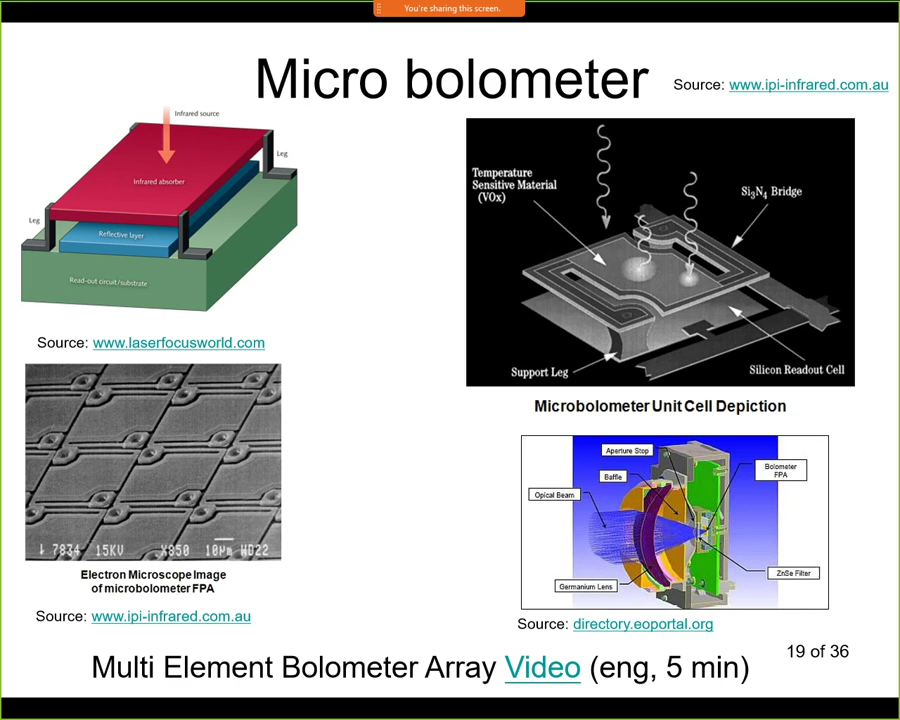 You're sharing this screen.
Micro bolometer
Source: www.ipi-infrared.com.au
Infrared source
Leg
Infrared absorber
Leg
Reflective layer
Read-out circuit/substrate
Source: www.laserfocusworld.com
Temperature
Sensitive Material
(VOx)
Si3N4 Bridge
Support Leg
Silicon Readout Cell
Microbolometer Unit Cell Depiction
7834 15KV X850 10µm WD22
Electron Microscope Image
of microbolometer FPA
Source: www.ipi-infrared.com.au
Aperture Stop
Baffle
Opical Beam
Bolometer
FPA
Germanium Lens
ZnSe Filter
Source: directory.eoportal.org
19 of 36
Multi Element Bolometer Array Video (eng, 5 min)